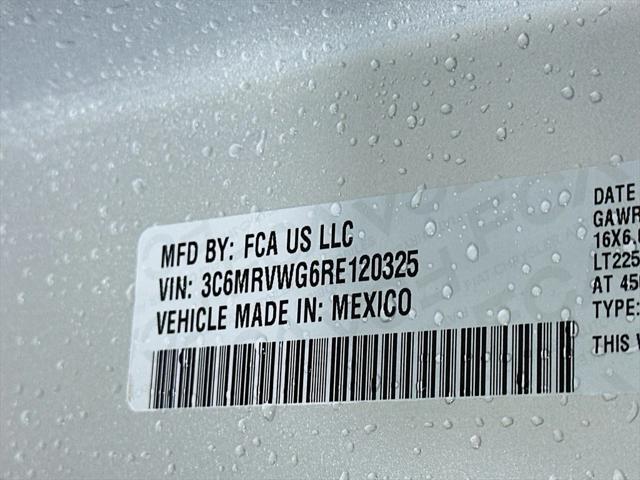 MFD BY: FCA US LLC
VIN: 3C6MRVWG6RE120325
VEHICLE MADE IN: MEXICO
DATE
GAWR
16X6.
LT225
AT 45
TYPE:
THIS